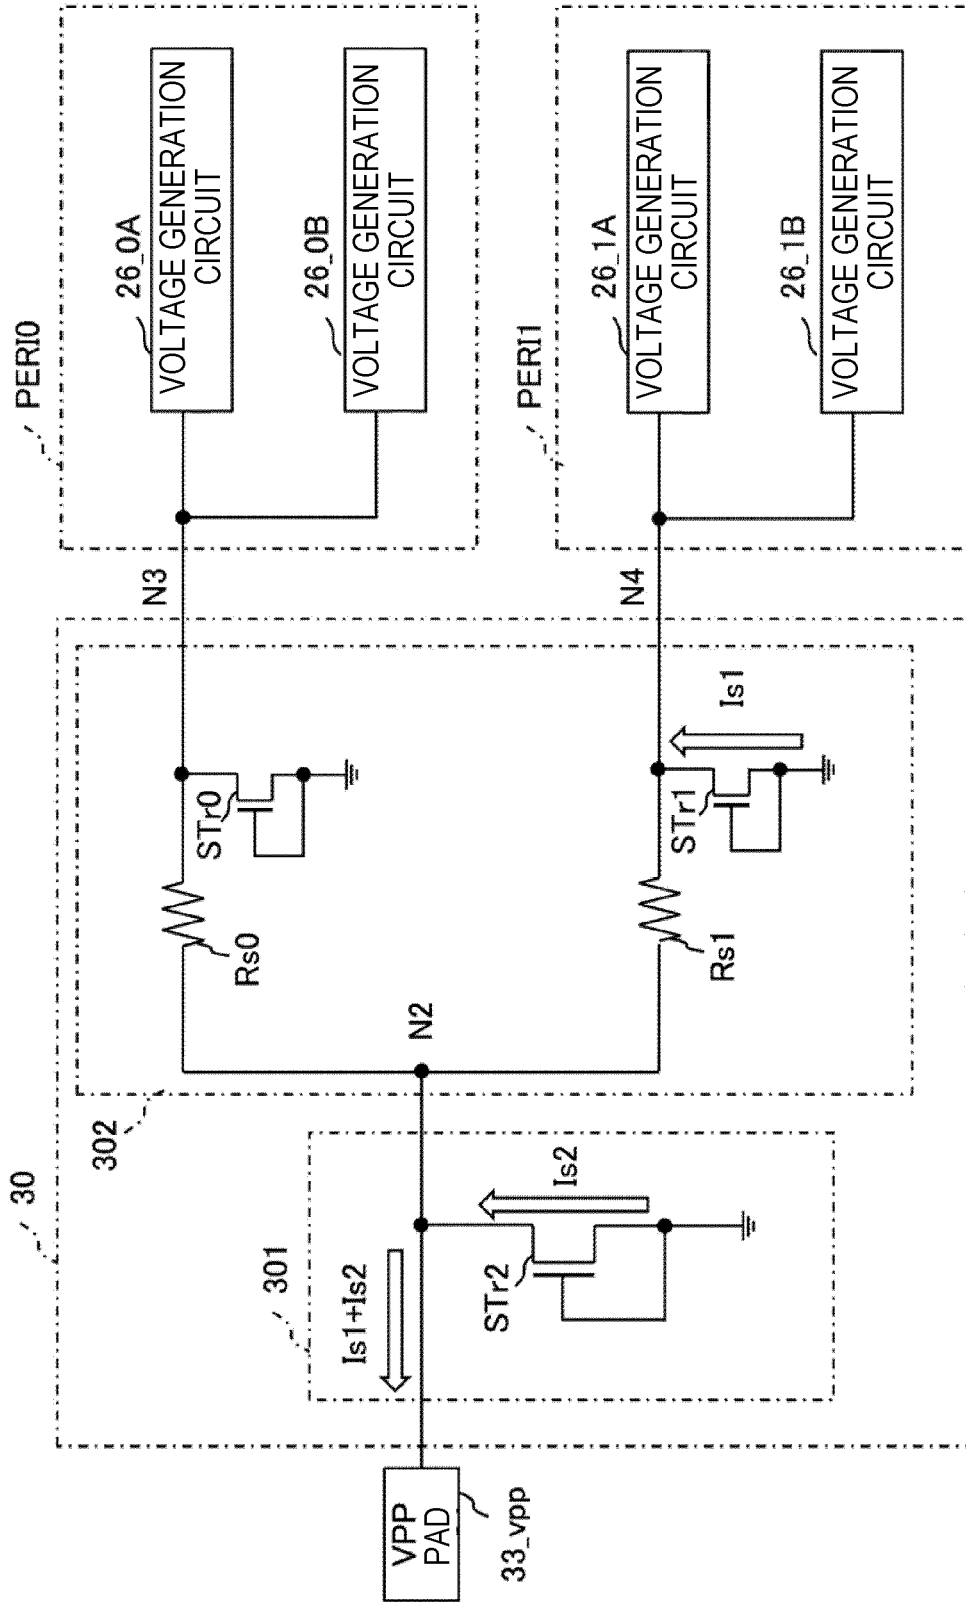 30
302
PERI0
N3
26_0A
VOLTAGE GENERATION
CIRCUIT
Rs0
STr0
26_0B
VOLTAGE GENERATION
CIRCUIT
301
Is1+Is2
N2
PERI1
VPP
PAD
33_vpp
STr2
Is2
N4
26_1A
VOLTAGE GENERATION
CIRCUIT
Rs1
STr1
Is1
26_1B
VOLTAGE GENERATION
CIRCUIT